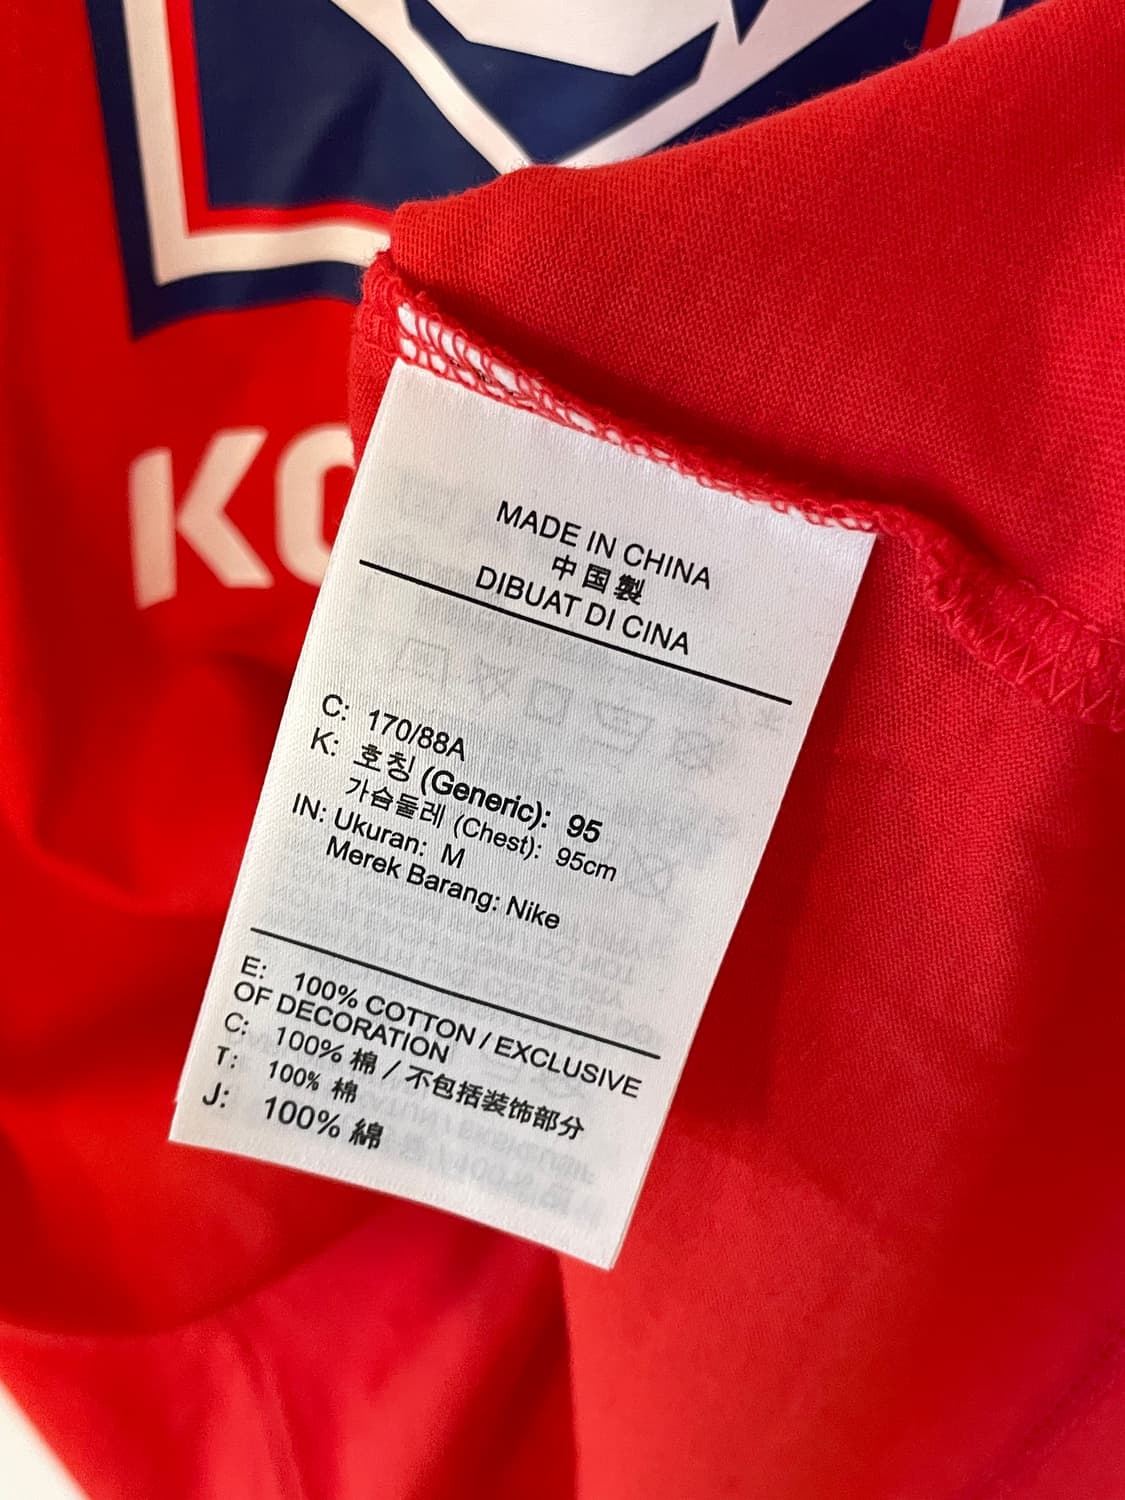 KO
MADE IN CHINA
中国製
DIBUAT DI CINA
C: 170/88A
K: 호칭 (Generic): 95
가슴둘레 (Chest): 95cm
IN: Ukuran: M
Merek Barang: Nike
E: 100% COTTON / EXCLUSIVE
OF DECORATION
C: 100% 棉 / 不包括装饰部分
T: 100% 棉
J: 100% 綿